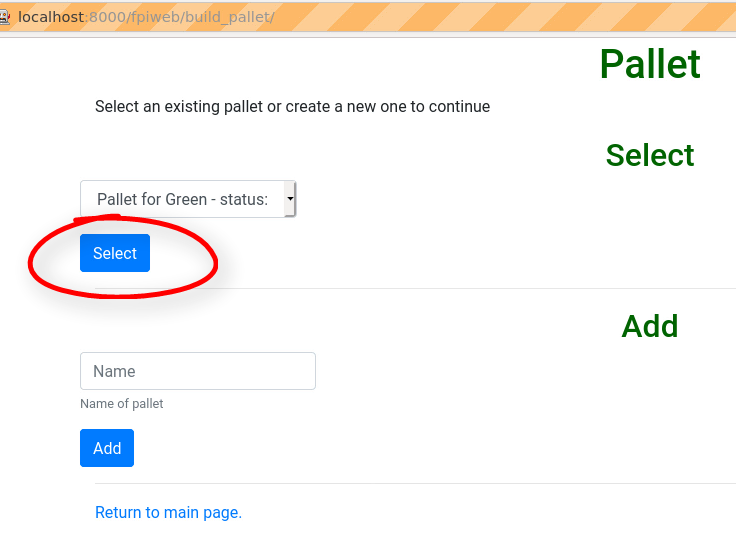 localhost:8000/fpiweb/build_pallet/
Pallet
Select an existing pallet or create a new one to continue
Select
Pallet for Green - status:
Select
Add
Name
Name of pallet
Add
Return to main page.